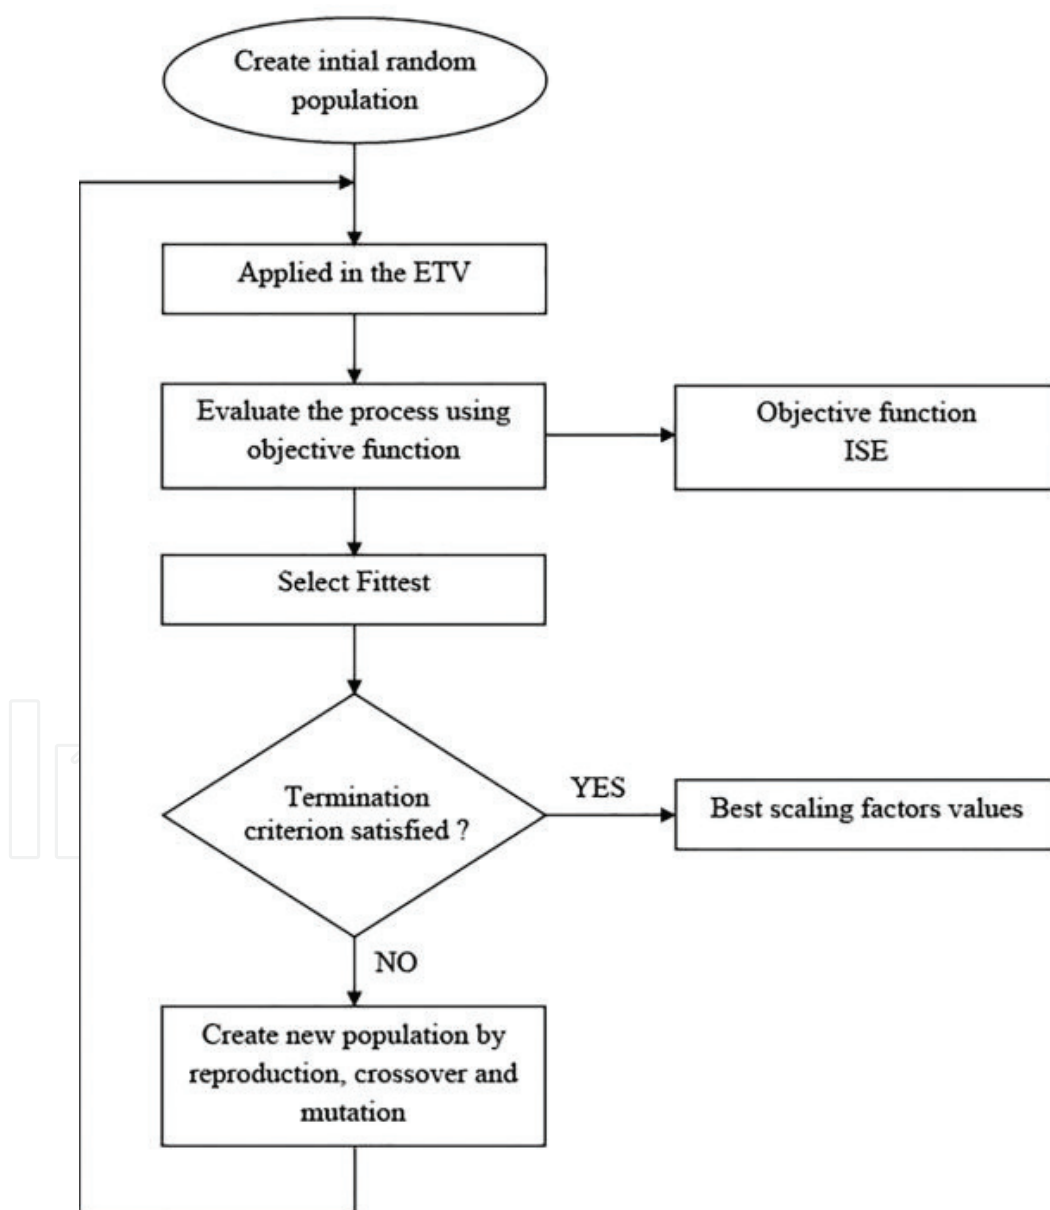 Create intial random
population
Applied in the ETV
Evaluate the process using
objective function
Objective function
ISE
Select Fittest
Termination
criterion satisfied ?
YES
Best scaling factors values
NO
Create new population by
reproduction, crossover and
mutation